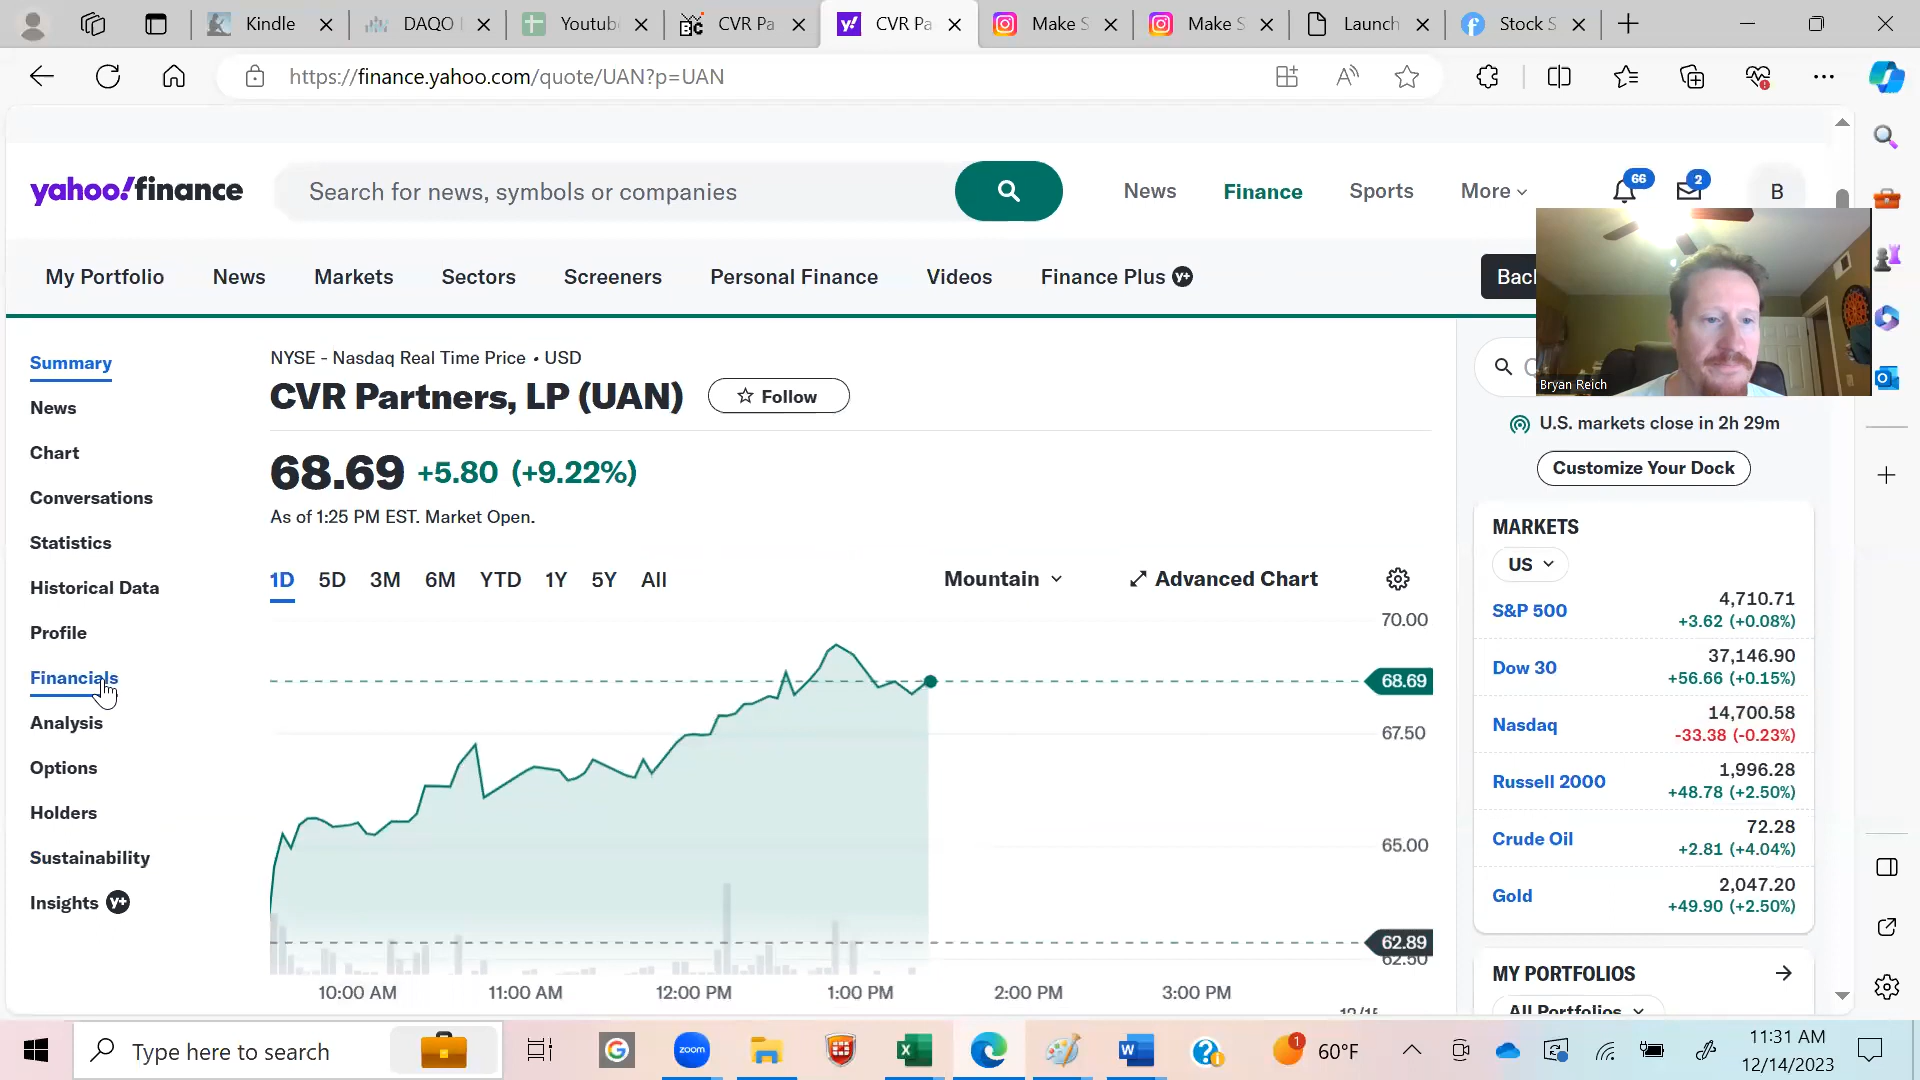 Kindle
DAQO
Youtub
CVR Pa
CVR Pa
Make S
Make S
Launch
Stock S
https://finance.yahoo.com/quote/UAN?p=UAN
yahoo!finance
Search for news, symbols or companies
News
Finance
Sports
More
66
2
B
My Portfolio
News
Markets
Sectors
Screeners
Personal Finance
Videos
Finance Plus y+
Bac
Bryan Reich
Summary
News
Chart
Conversations
Statistics
Historical Data
Profile
Financials
Analysis
Options
Holders
Sustainability
Insights y+
NYSE - Nasdaq Real Time Price • USD
CVR Partners, LP (UAN)
Follow
68.69 +5.80 (+9.22%)
As of 1:25 PM EST. Market Open.
1D 5D 3M 6M YTD 1Y 5Y All
Mountain
Advanced Chart
70.00
68.69
67.50
65.00
62.89
62.50
10:00 AM 11:00 AM 12:00 PM 1:00 PM 2:00 PM 3:00 PM
U.S. markets close in 2h 29m
Customize Your Dock
MARKETS
US
S&P 500 4,710.71
+3.62 (+0.08%)
Dow 30 37,146.90
+56.66 (+0.15%)
Nasdaq 14,700.58
-33.38 (-0.23%)
Russell 2000 1,996.28
+48.78 (+2.50%)
Crude Oil 72.28
+2.81 (+4.04%)
Gold 2,047.20
+49.90 (+2.50%)
MY PORTFOLIOS
All Portfolios
Type here to search
zoom
1
60°F
11:31 AM
12/14/2023